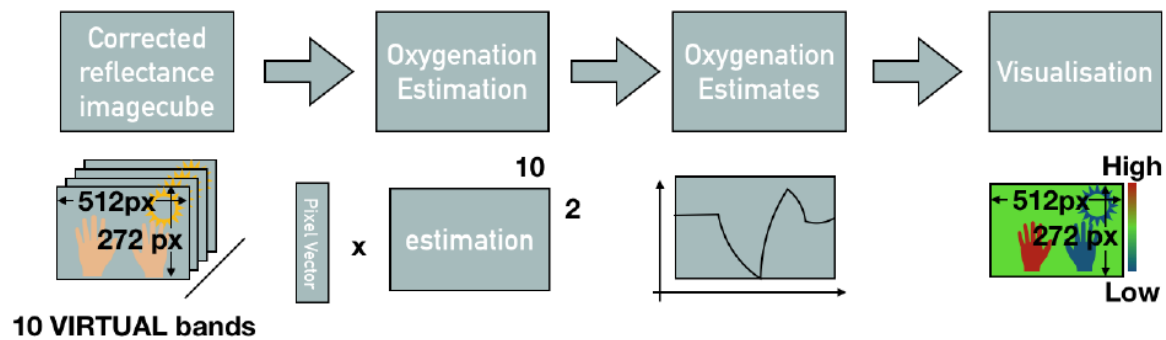 Corrected
reflectance
imagecube
Oxygenation
Estimation
Oxygenation
Estimates
Visualisation
512px
272 px
10 VIRTUAL bands
Pixel Vector
x
estimation
10
2
High
512px
272 px
Low